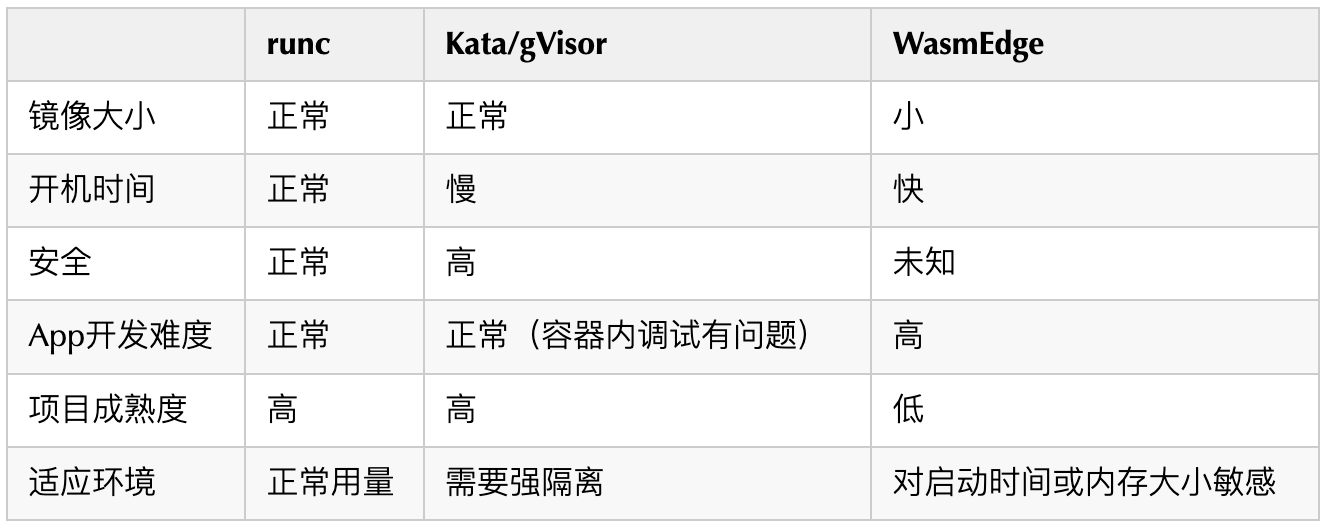 runc Kata/gVisor WasmEdge
镜像大小 正常 正常 小
开机时间 正常 慢 快
安全 正常 高 未知
App开发难度 正常 正常（容器内调试有问题） 高
项目成熟度 高 高 低
适应环境 正常用量 需要强隔离 对启动时间或内存大小敏感